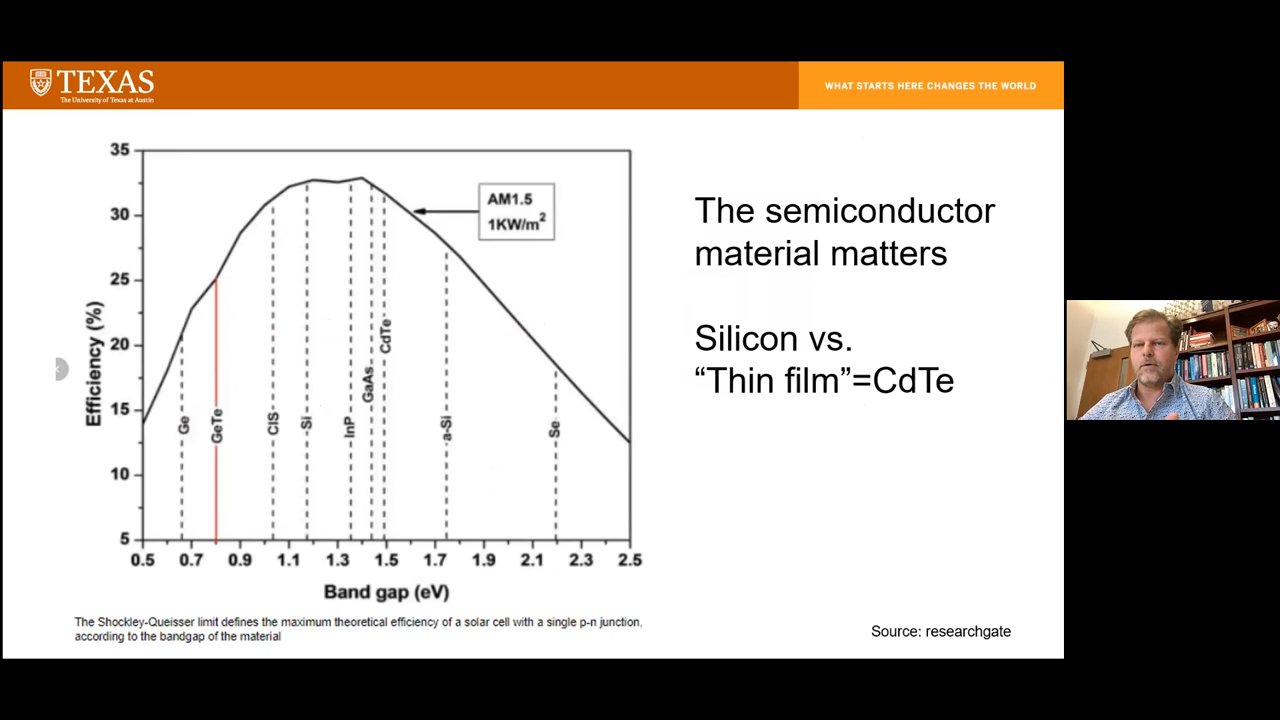 TEXAS
The University of Texas at Austin
WHAT STARTS HERE CHANGES THE WORLD
35
30
25
20
15
10
5
Efficiency (%)
AM1.5
1KW/m²
Ge
GeTe
CIS
Si
InP
GaAs
CdTe
a-Si
Se
0.5 0.7 0.9 1.1 1.3 1.5 1.7 1.9 2.1 2.3 2.5
Band gap (eV)
The Shockley-Queisser limit defines the maximum theoretical efficiency of a solar cell with a single p-n junction,
according to the bandgap of the material
The semiconductor
material matters
Silicon vs.
“Thin film”=CdTe
Source: researchgate